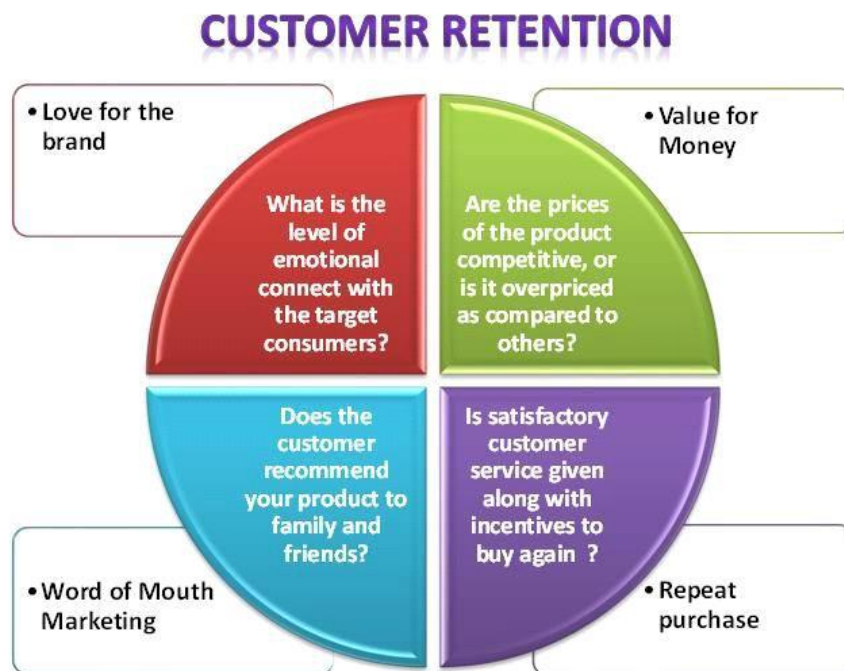 CUSTOMER RETENTION
• Love for the
brand
• Value for
Money
What is the
level of
emotional
connect with
the target
consumers?
Are the prices
of the product
competitive, or
is it overpriced
as compared to
others?
Does the
customer
recommend
your product to
family and
friends?
Is satisfactory
customer
service given
along with
incentives to
buy again ?
• Word of Mouth
Marketing
• Repeat
purchase